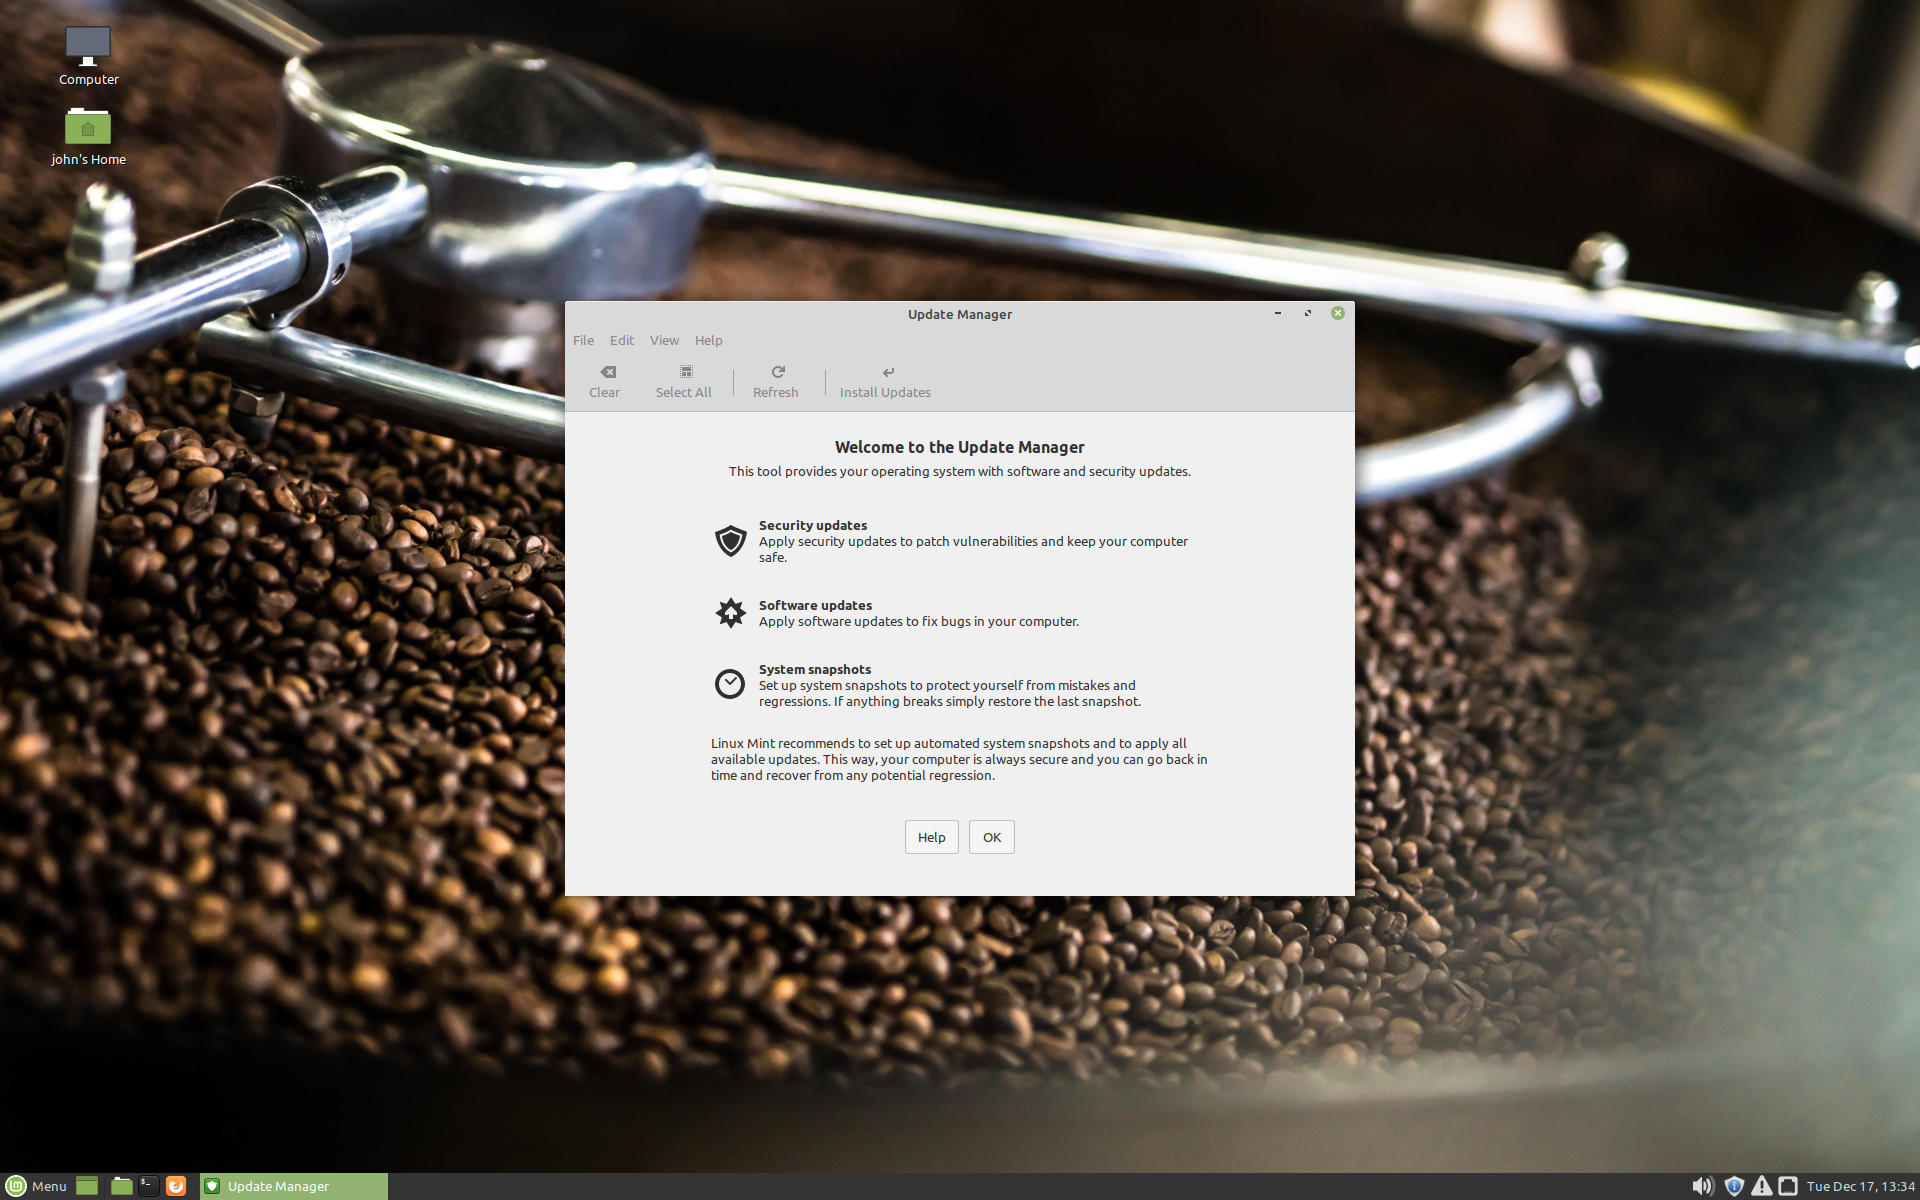 Computer
john's Home
Update Manager
File Edit View Help
Clear Select All Refresh Install Updates
Welcome to the Update Manager
This tool provides your operating system with software and security updates.
Security updates
Apply security updates to patch vulnerabilities and keep your computer
safe.
Software updates
Apply software updates to fix bugs in your computer.
System snapshots
Set up system snapshots to protect yourself from mistakes and
regressions. If anything breaks simply restore the last snapshot.
Linux Mint recommends to set up automated system snapshots and to apply all
available updates. This way, your computer is always secure and you can go back in
time and recover from any potential regression.
Help OK
Menu Update Manager Tue Dec 17, 13:34